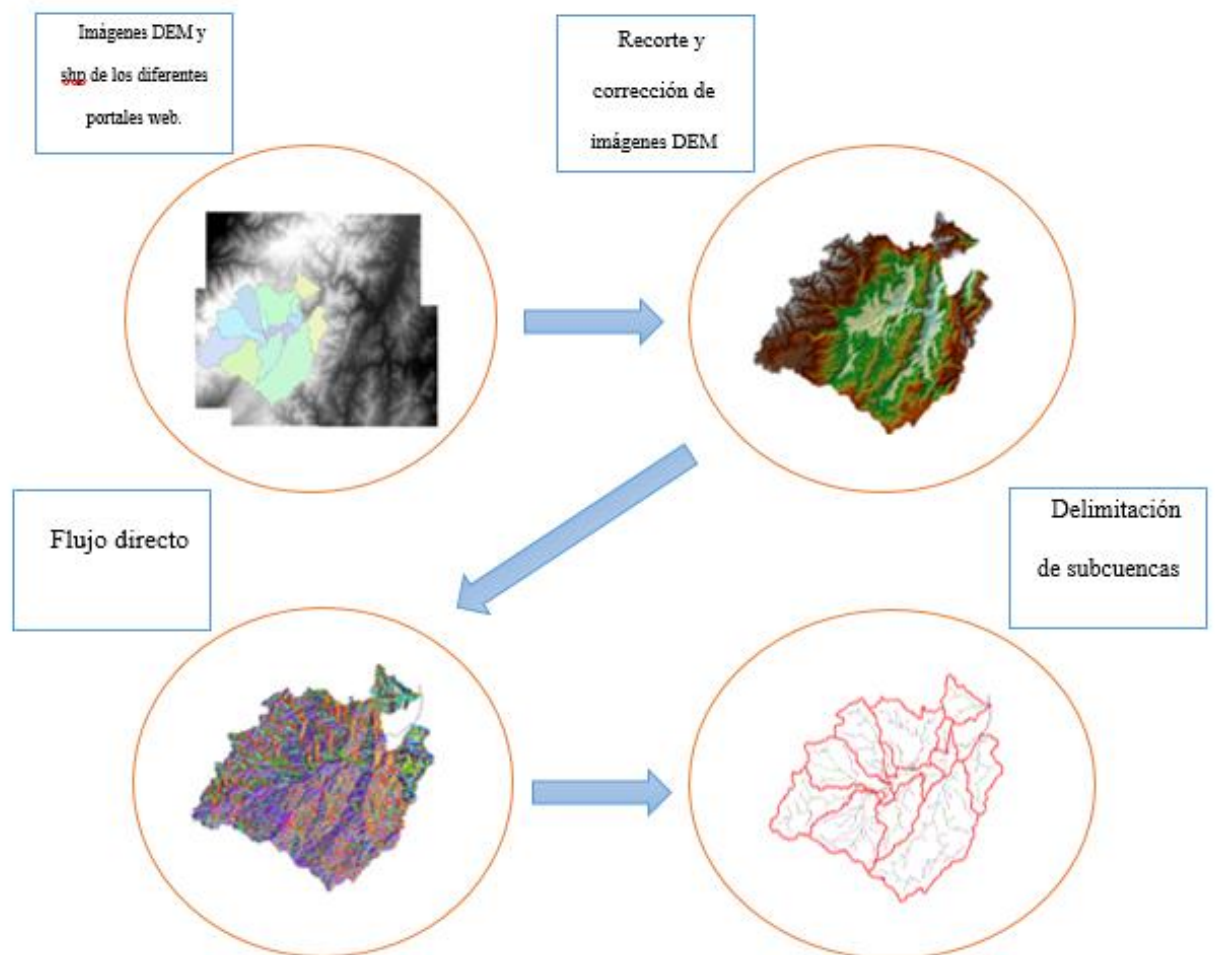 Imágenes DEM y
shp de los diferentes
portales web.
Recorte y
corrección de
imágenes DEM
Flujo directo
Delimitación
de subcuencas